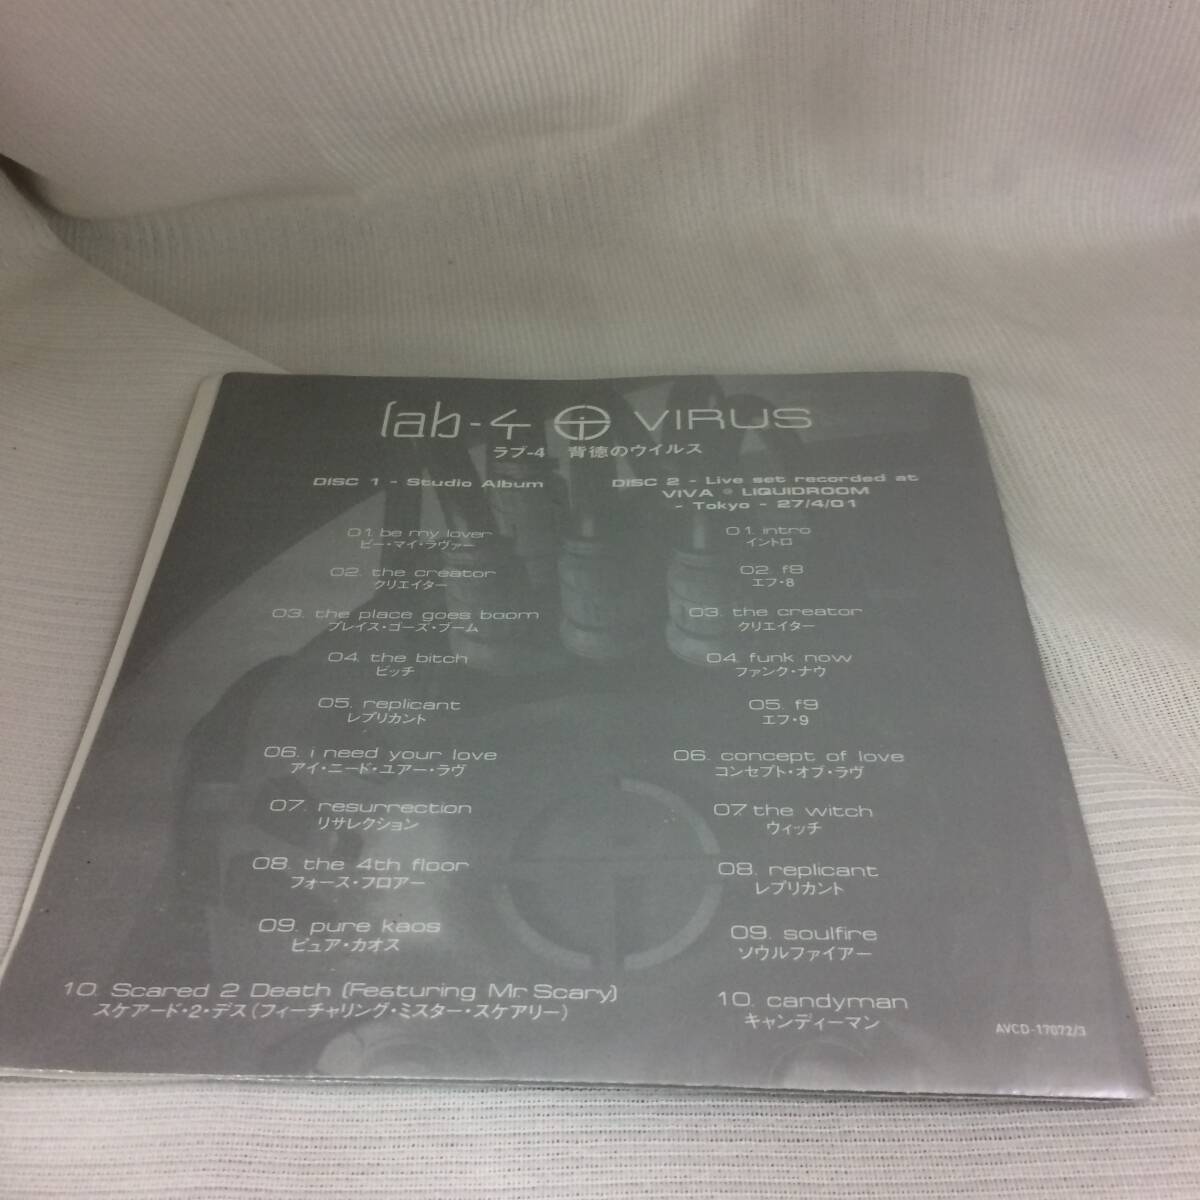 lab-4 VIRUS
ラブ-4 背徳のウイルス
DISC 1 - Studio Album
01. be my lover
ビー・マイ・ラヴァー
02. the creator
クリエイター
03. the place goes boom
プレイス・ゴーズ・ブーム
04. the bitch
ビッチ
05. replicant
レプリカント
06. i need your love
アイ・ニード・ユアー・ラヴ
07. resurrection
リサレクション
08. the 4th floor
フォース・フロアー
09. pure kaos
ピュア・カオス
10. Scared 2 Death (Featuring Mr Scary)
スケアード・2・デス(フィーチャリング・ミスター・スケアリー)
DISC 2 - Live set recorded at
VIVA LIQUIDROOM
- Tokyo - 27/4/01
01. intro
イントロ
02. f8
エフ・8
03. the creator
クリエイター
04. funk now
ファンク・ナウ
05. f9
エフ・9
06. concept of love
コンセプト・オブ・ラヴ
07. the witch
ウィッチ
08. replicant
レプリカント
09. soulfire
ソウルファイアー
10. candyman
キャンディーマン
AVCD-17072/3